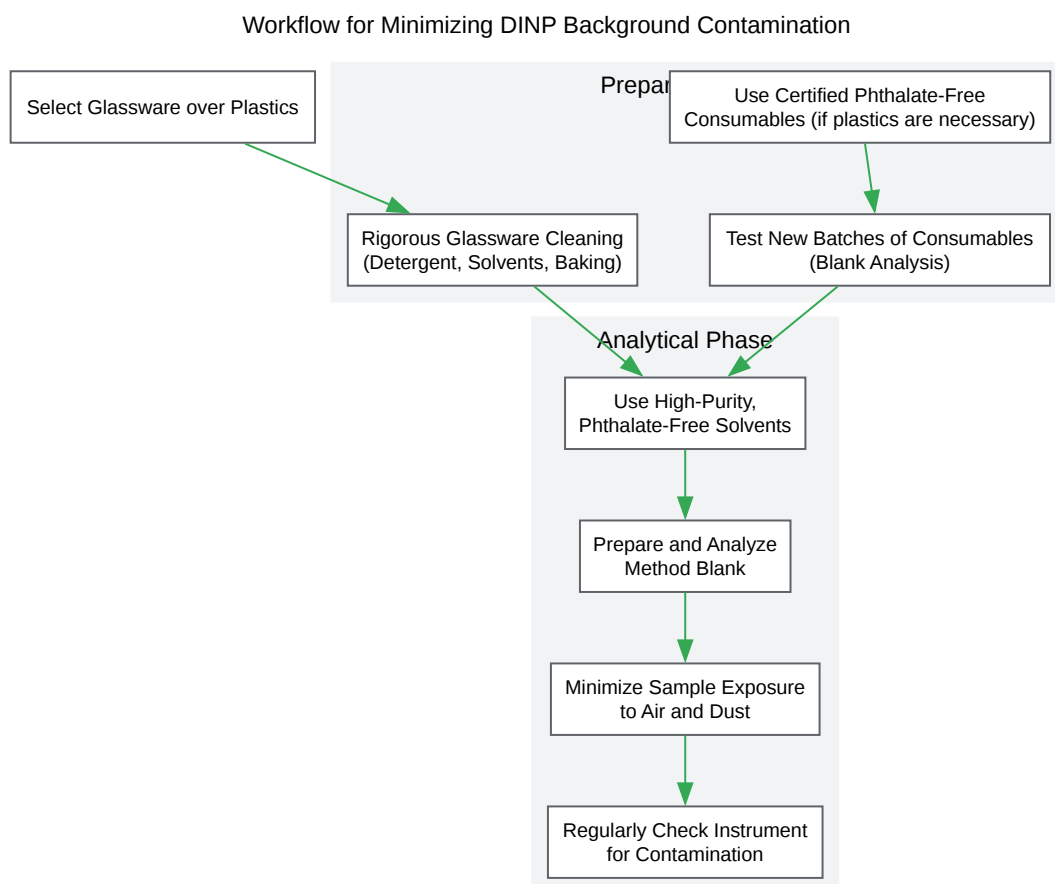 Workflow for Minimizing DINP Background Contamination
Select Glassware over Plastics
Use Certified Phthalate-Free
Consumables (if plastics are necessary)
Rigorous Glassware Cleaning
(Detergent, Solvents, Baking)
Test New Batches of Consumables
(Blank Analysis)
Analytical Phase
Use High-Purity,
Phthalate-Free Solvents
Prepare and Analyze
Method Blank
Minimize Sample Exposure
to Air and Dust
Regularly Check Instrument
for Contamination